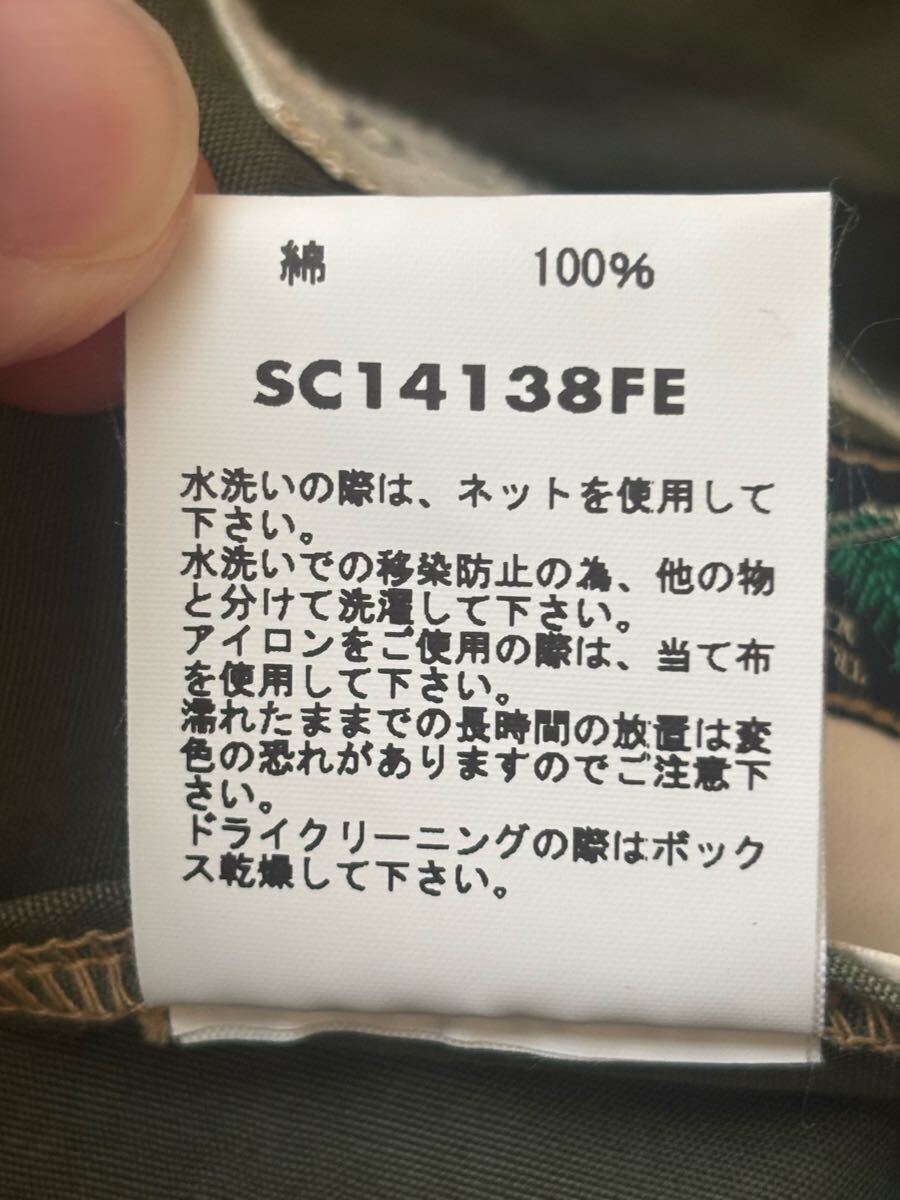 綿 100%
SC14138FE
水洗いの際は、ネットを使用して
下さい。
水洗いでの移染防止の為、他の物
と分けて洗濯して下さい。
アイロンをご使用の際は、当て布
を使用して下さい。
濡れたままでの長時間の放置は変
色の恐れがありますのでご注意下
さい。
ドライクリーニングの際はボック
ス乾燥して下さい。